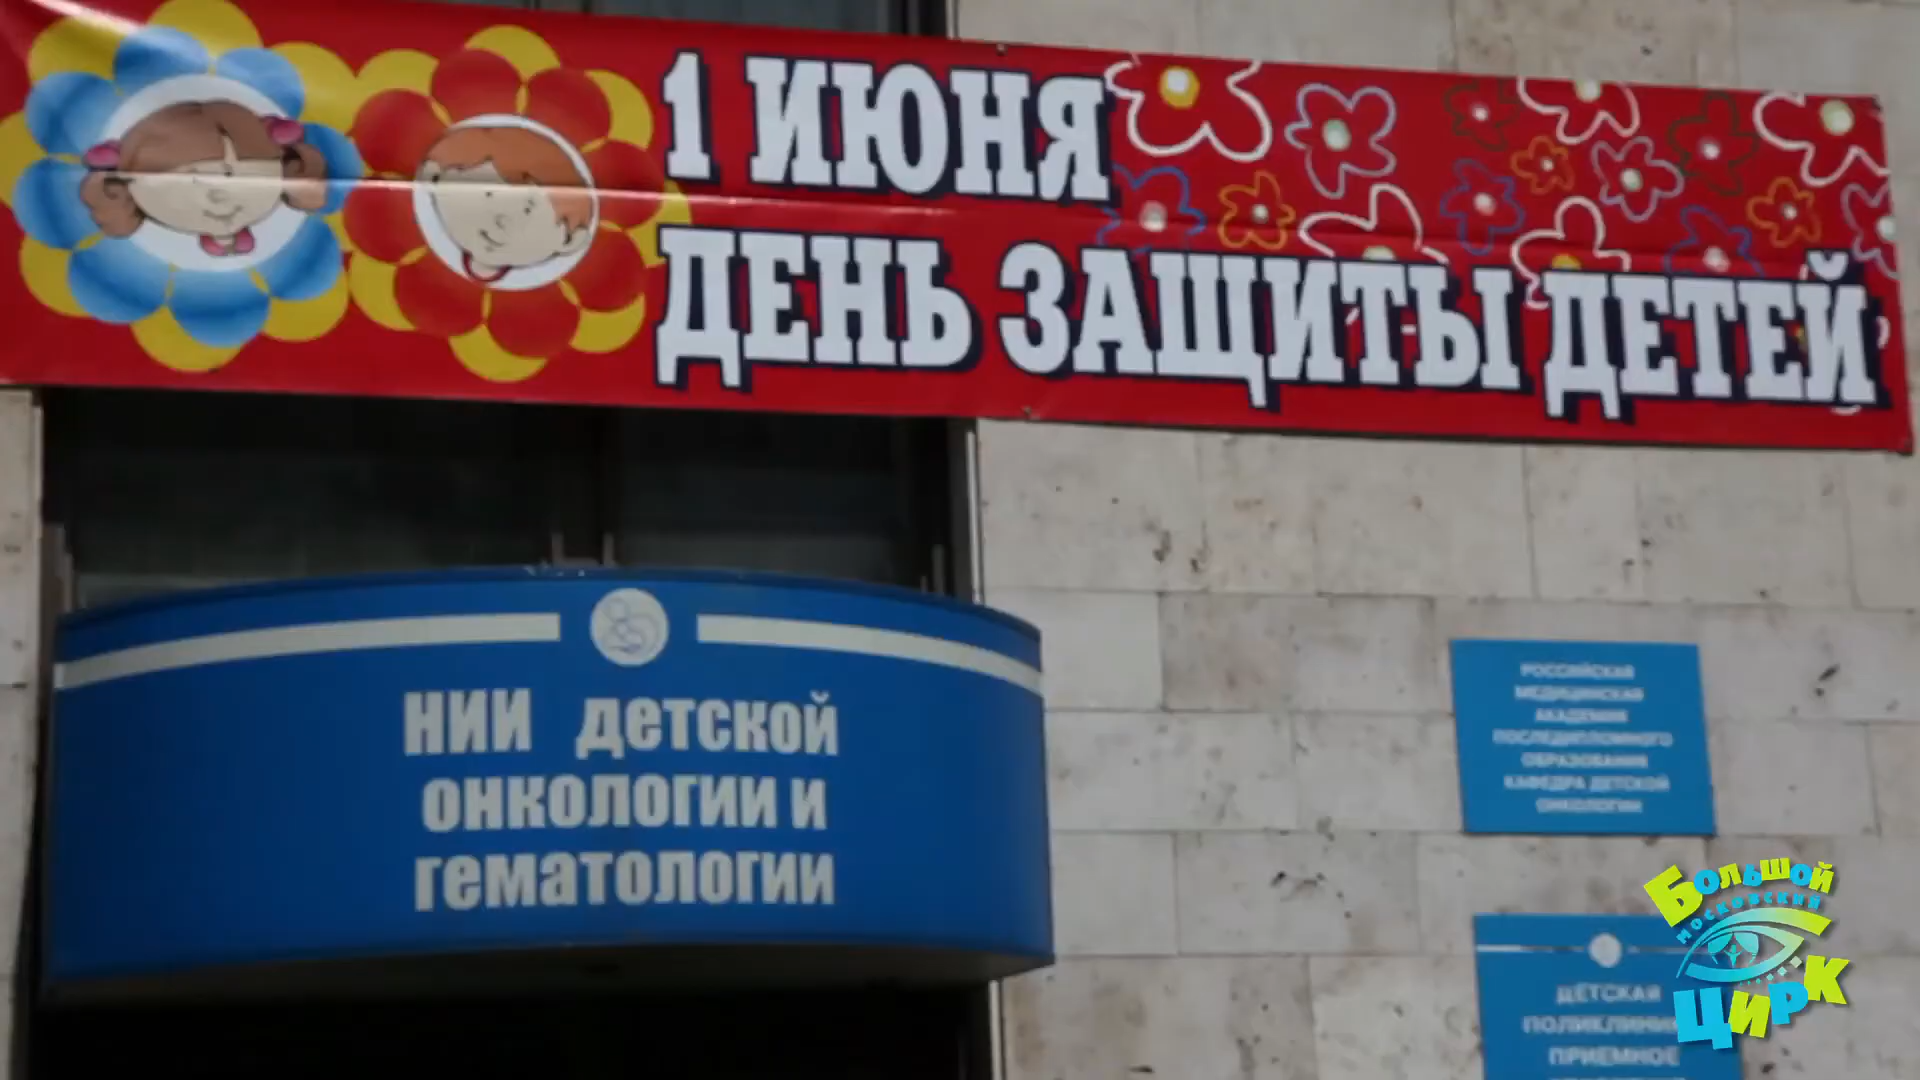 1 ИЮНЯ
ДЕНЬ ЗАЩИТЫ ДЕТЕЙ
НИИ детской
онкологии и
гематологии
РОССИЙСКАЯ
МЕДИЦИНСКАЯ
АКАДЕМИЯ
ПОСЛЕДИПЛОМНОГО
ОБРАЗОВАНИЯ
КАФЕДРА ДЕТСКОЙ
ОНКОЛОГИИ
ДЕТСКАЯ
ПРИЕМНОЕ
БОЛЬШОЙ
МОСКОВСКИЙ
ЦИРК